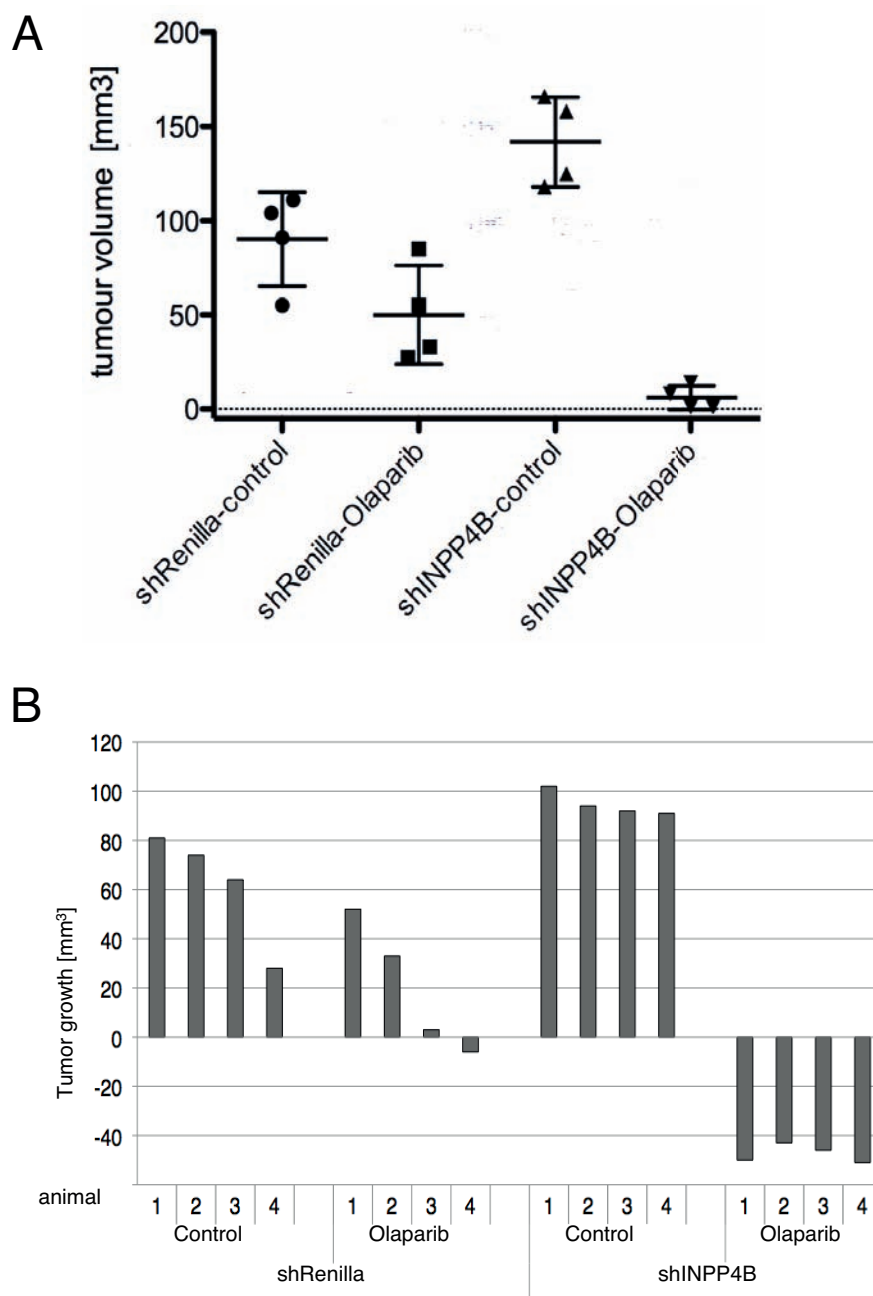 A
tumour volume [mm3]
200
150
100
50
0
shRenilla-control
shRenilla-Olaparib
shINPP4B-control
shINPP4B-Olaparib
B
Tumor growth [mm³]
120
100
80
60
40
20
0
-20
-40
animal
1 2 3 4 1 2 3 4 1 2 3 4 1 2 3 4
Control Olaparib Control Olaparib
shRenilla shINPP4B